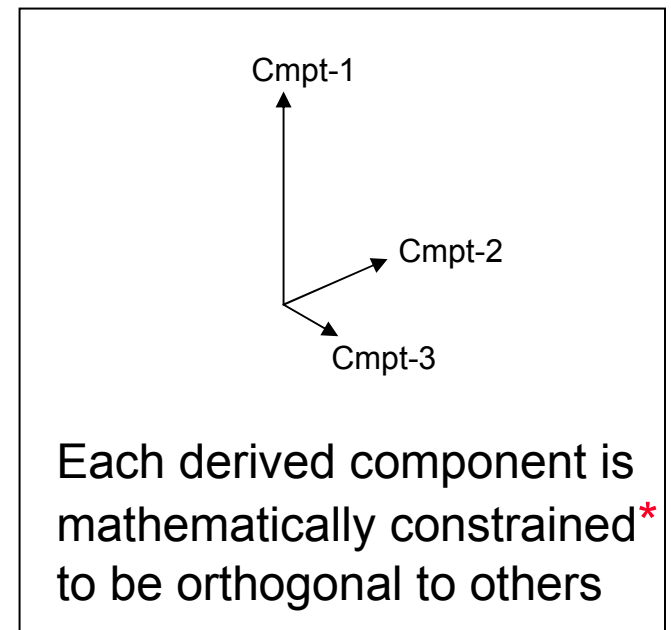 Cmpt-1
Cmpt-2
Cmpt-3
Each derived component is
mathematically constrained*
to be orthogonal to others